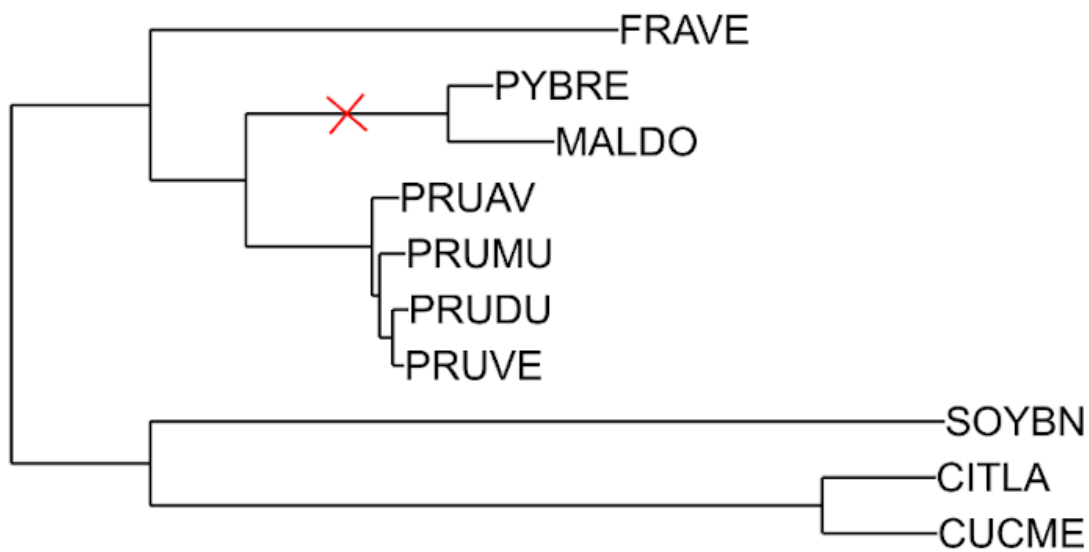 FRAVE
PYBRE
MALDO
PRUAV
PRUMU
PRUDU
PRUVE
SOYBN
CITLA
CUCME